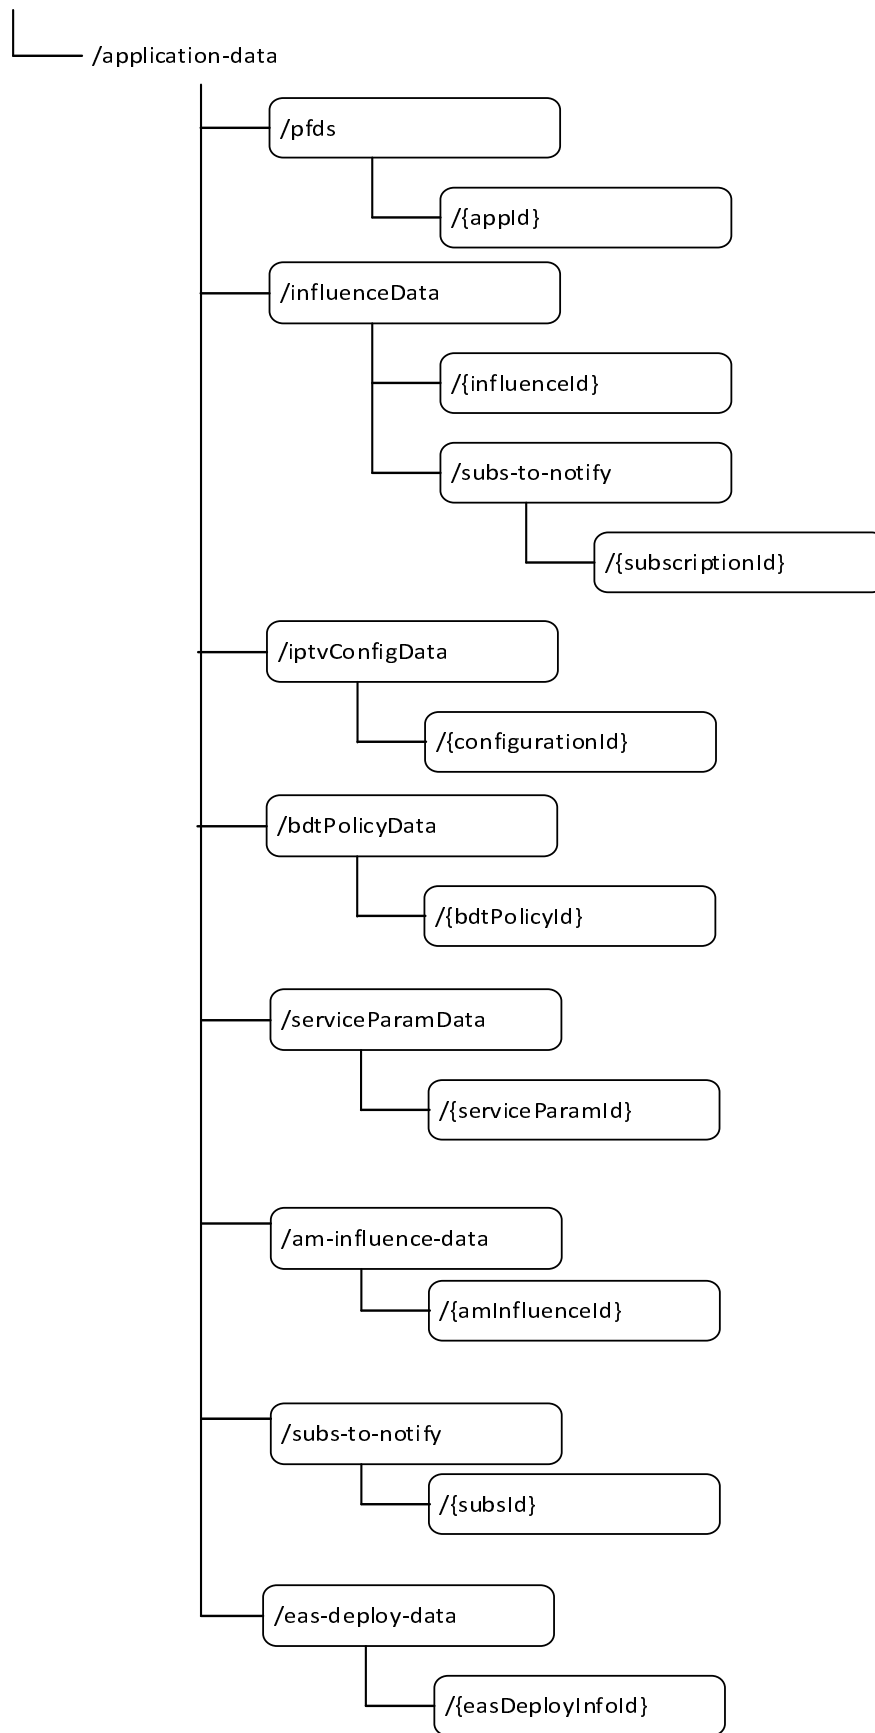 /application-data
/pfds
/{appId}
/influenceData
/{influenceId}
/subs-to-notify
/{subscriptionId}
/iptvConfigData
/{configurationId}
/bdtPolicyData
/{bdtPolicyId}
/serviceParamData
/{serviceParamId}
/am-influence-data
/{amInfluenceId}
/subs-to-notify
/{subsId}
/eas-deploy-data
/{easDeployInfoId}